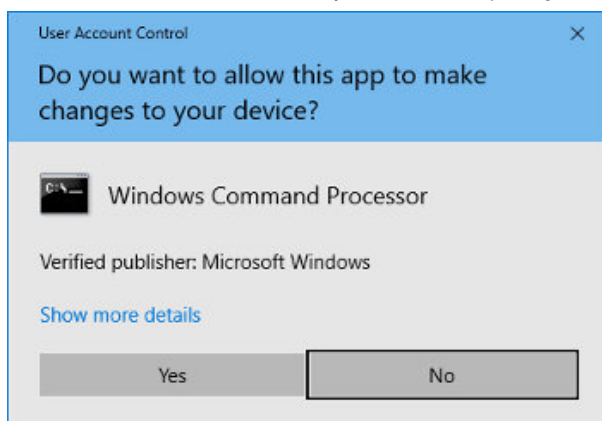 User Account Control
Do you want to allow this app to make
changes to your device?
C:\
Windows Command Processor
Verified publisher: Microsoft Windows
Show more details
Yes No